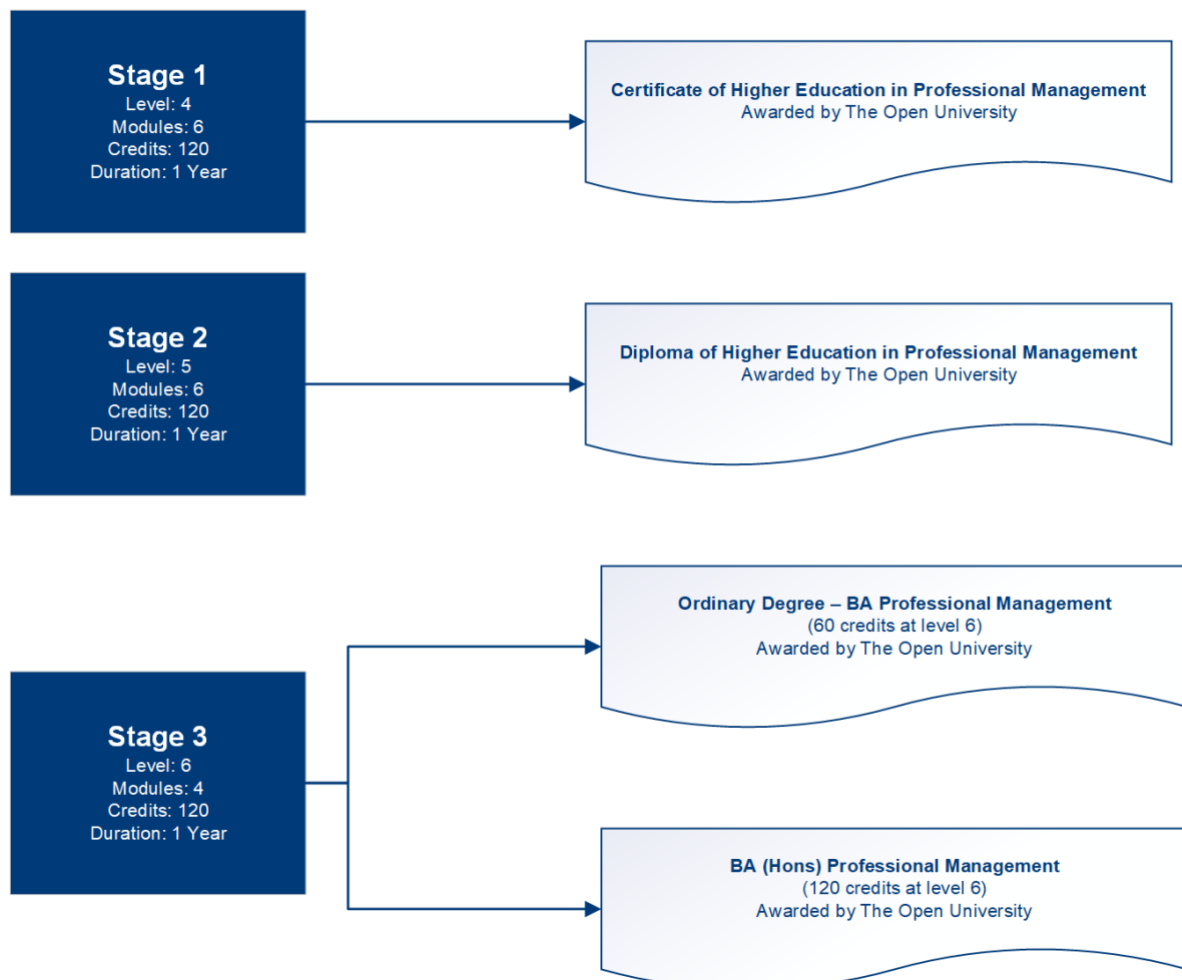 Stage 1
Level: 4
Modules: 6
Credits: 120
Duration: 1 Year
Certificate of Higher Education in Professional Management
Awarded by The Open University
Stage 2
Level: 5
Modules: 6
Credits: 120
Duration: 1 Year
Diploma of Higher Education in Professional Management
Awarded by The Open University
Stage 3
Level: 6
Modules: 4
Credits: 120
Duration: 1 Year
Ordinary Degree – BA Professional Management
(60 credits at level 6)
Awarded by The Open University
BA (Hons) Professional Management
(120 credits at level 6)
Awarded by The Open University